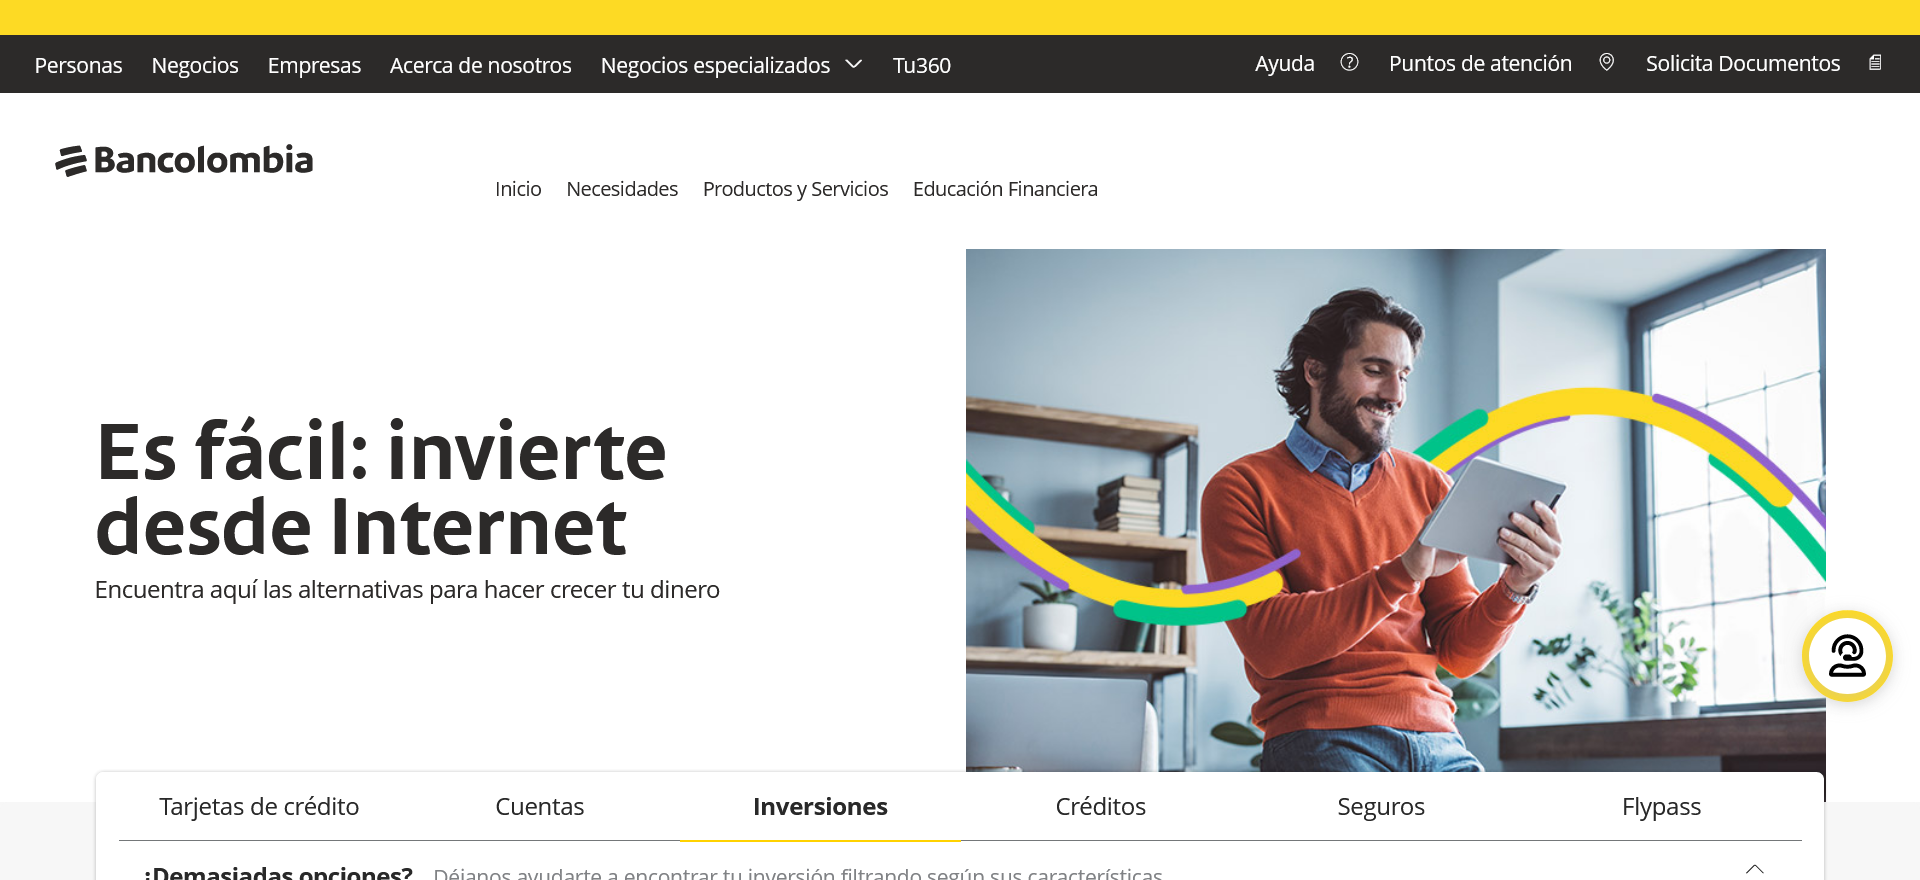 Personas Negocios Empresas Acerca de nosotros Negocios especializados Tu360 Ayuda Puntos de atención Solicita Documentos
Bancolombia
Inicio Necesidades Productos y Servicios Educación Financiera
Es fácil: invierte
desde Internet
Encuentra aquí las alternativas para hacer crecer tu dinero
Tarjetas de crédito Cuentas Inversiones Créditos Seguros Flypass
¿Demasiadas opciones? Déjanos ayudarte a encontrar tu inversión filtrando según sus características